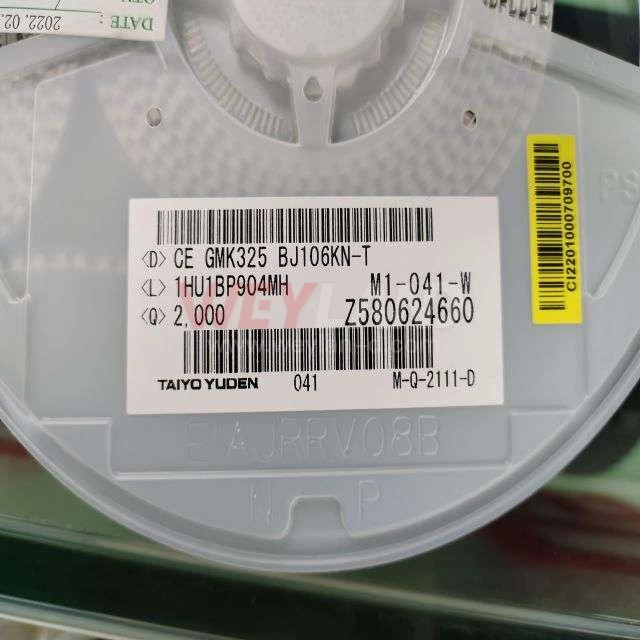 DATE:
2022. 02.
<D> CE GMK325 BJ106KN-T
<L> 1HU1BP904MH M1-041-W
<Q> 2,000 Z580624660
TAIYO YUDEN 041 M-Q-2111-D
CI2201000709700
EIAJRRV08B
N P